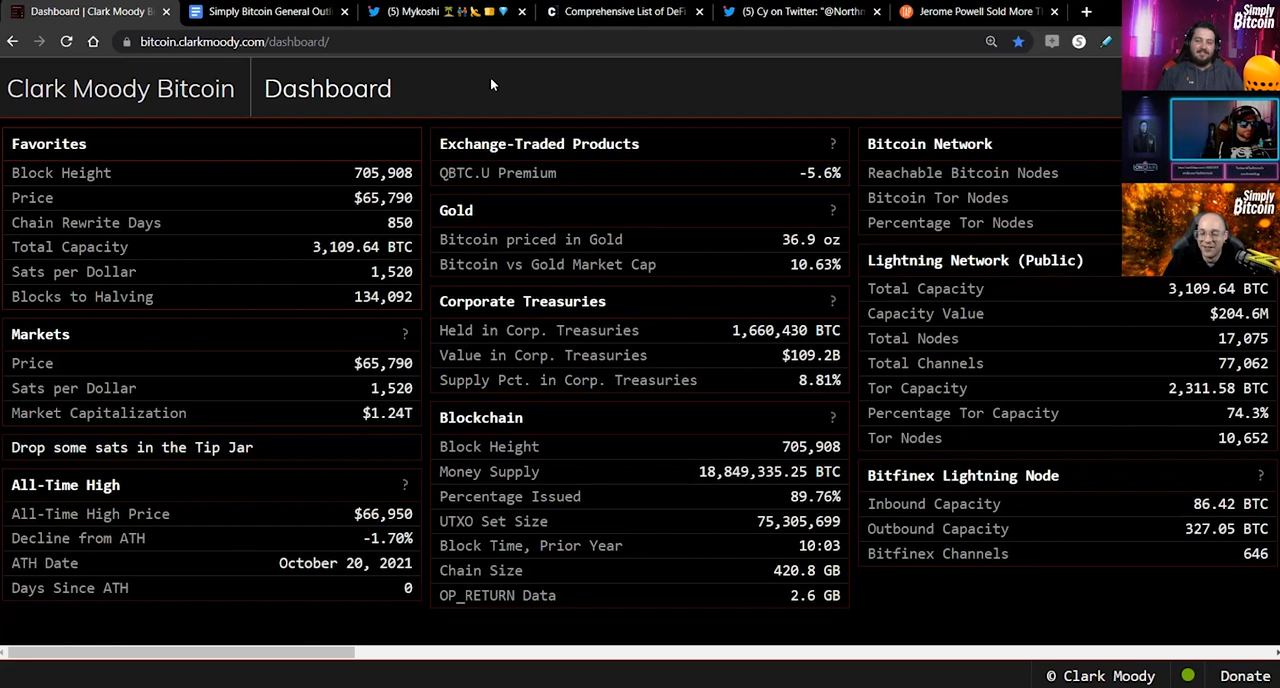 Dashboard | Clark Moody B
Simply Bitcoin General Outl
(5) Mykoshi
Comprehensive List of DeFi
(5) Cy on Twitter: "@North
Jerome Powell Sold More T
bitcoin.clarkmoody.com/dashboard/
Simply
Bitcoin
Clark Moody Bitcoin
Dashboard
Favorites
Block Height 705,908
Price $65,790
Chain Rewrite Days 850
Total Capacity 3,109.64 BTC
Sats per Dollar 1,520
Blocks to Halving 134,092
Markets ?
Price $65,790
Sats per Dollar 1,520
Market Capitalization $1.24T
Drop some sats in the Tip Jar
All-Time High ?
All-Time High Price $66,950
Decline from ATH -1.70%
ATH Date October 20, 2021
Days Since ATH 0
Exchange-Traded Products ?
QBTC.U Premium -5.6%
Gold ?
Bitcoin priced in Gold 36.9 oz
Bitcoin vs Gold Market Cap 10.63%
Corporate Treasuries ?
Held in Corp. Treasuries 1,660,430 BTC
Value in Corp. Treasuries $109.2B
Supply Pct. in Corp. Treasuries 8.81%
Blockchain ?
Block Height 705,908
Money Supply 18,849,335.25 BTC
Percentage Issued 89.76%
UTXO Set Size 75,305,699
Block Time, Prior Year 10:03
Chain Size 420.8 GB
OP_RETURN Data 2.6 GB
Bitcoin Network
Reachable Bitcoin Nodes
Bitcoin Tor Nodes
Percentage Tor Nodes
Simply
Bitcoin
Lightning Network (Public)
Total Capacity 3,109.64 BTC
Capacity Value $204.6M
Total Nodes 17,075
Total Channels 77,062
Tor Capacity 2,311.58 BTC
Percentage Tor Capacity 74.3%
Tor Nodes 10,652
Bitfinex Lightning Node ?
Inbound Capacity 86.42 BTC
Outbound Capacity 327.05 BTC
Bitfinex Channels 646
© Clark Moody
Donate